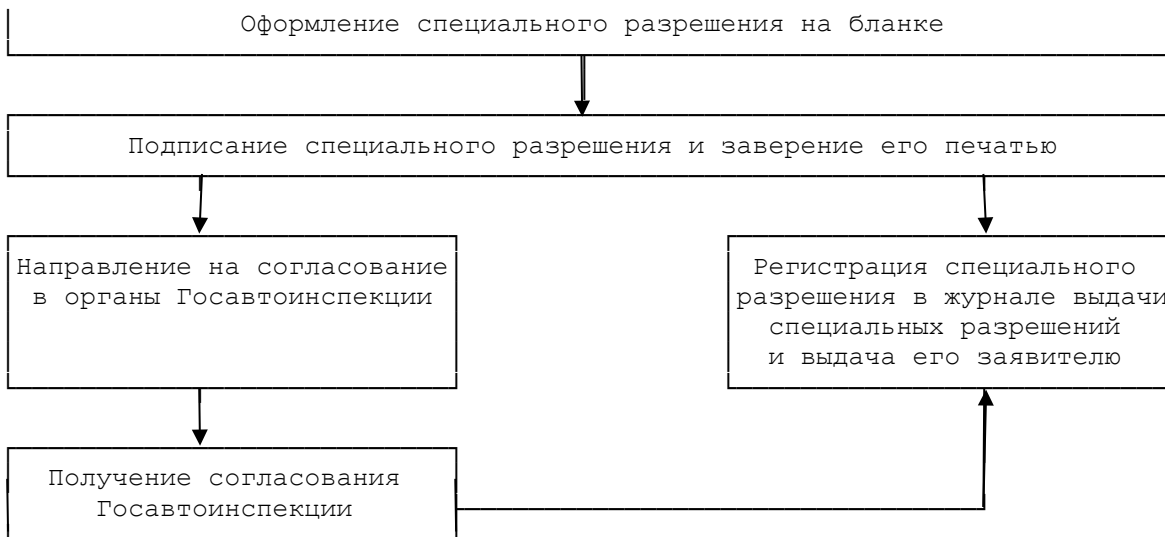 Оформление специального разрешения на бланке
Подписание специального разрешения и заверение его печатью
Направление на согласование
в органы Госавтоинспекции
Регистрация специального
разрешения в журнале выдачи
специальных разрешений
и выдача его заявителю
Получение согласования
Госавтоинспекции